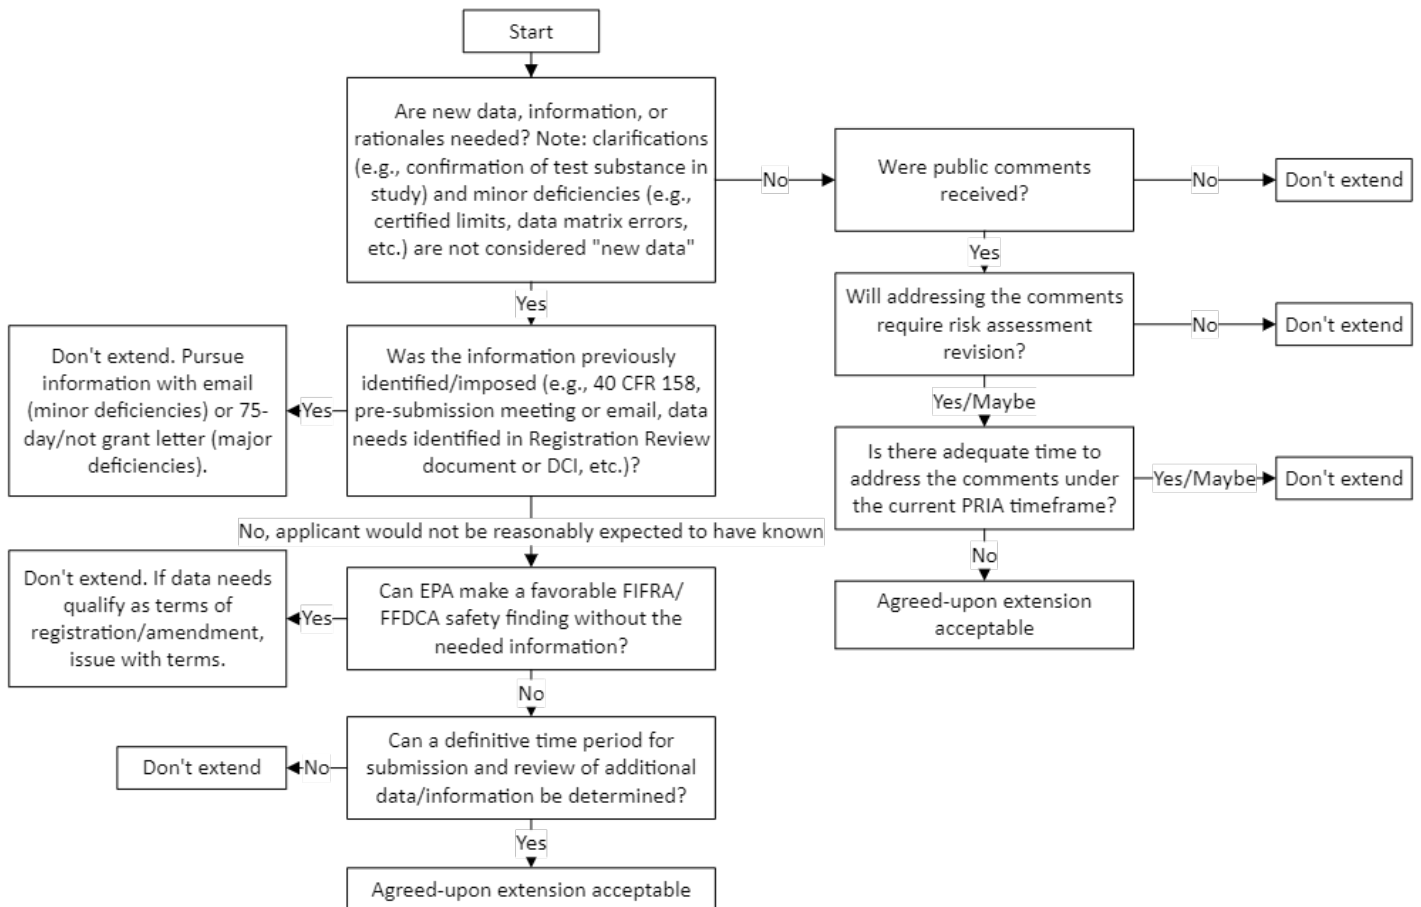 Start
Are new data, information, or
rationales needed? Note: clarifications
(e.g., confirmation of test substance in
study) and minor deficiencies (e.g.,
certified limits, data matrix errors,
etc.) are not considered "new data"
No
Were public comments
received?
No
Don't extend
Yes
Will addressing the comments
require risk assessment
revision?
No
Don't extend
Yes/Maybe
Is there adequate time to
address the comments under
the current PRIA timeframe?
Yes/Maybe
Don't extend
No
Agreed-upon extension
acceptable
Yes
Was the information previously
identified/imposed (e.g., 40 CFR 158,
pre-submission meeting or email, data
needs identified in Registration Review
document or DCI, etc.)?
Yes
Don't extend. Pursue
information with email
(minor deficiencies) or 75-
day/not grant letter (major
deficiencies).
No, applicant would not be reasonably expected to have known
Can EPA make a favorable FIFRA/
FFDCA safety finding without the
needed information?
Yes
Don't extend. If data needs
qualify as terms of
registration/amendment,
issue with terms.
No
Can a definitive time period for
submission and review of additional
data/information be determined?
No
Don't extend
Yes
Agreed-upon extension acceptable